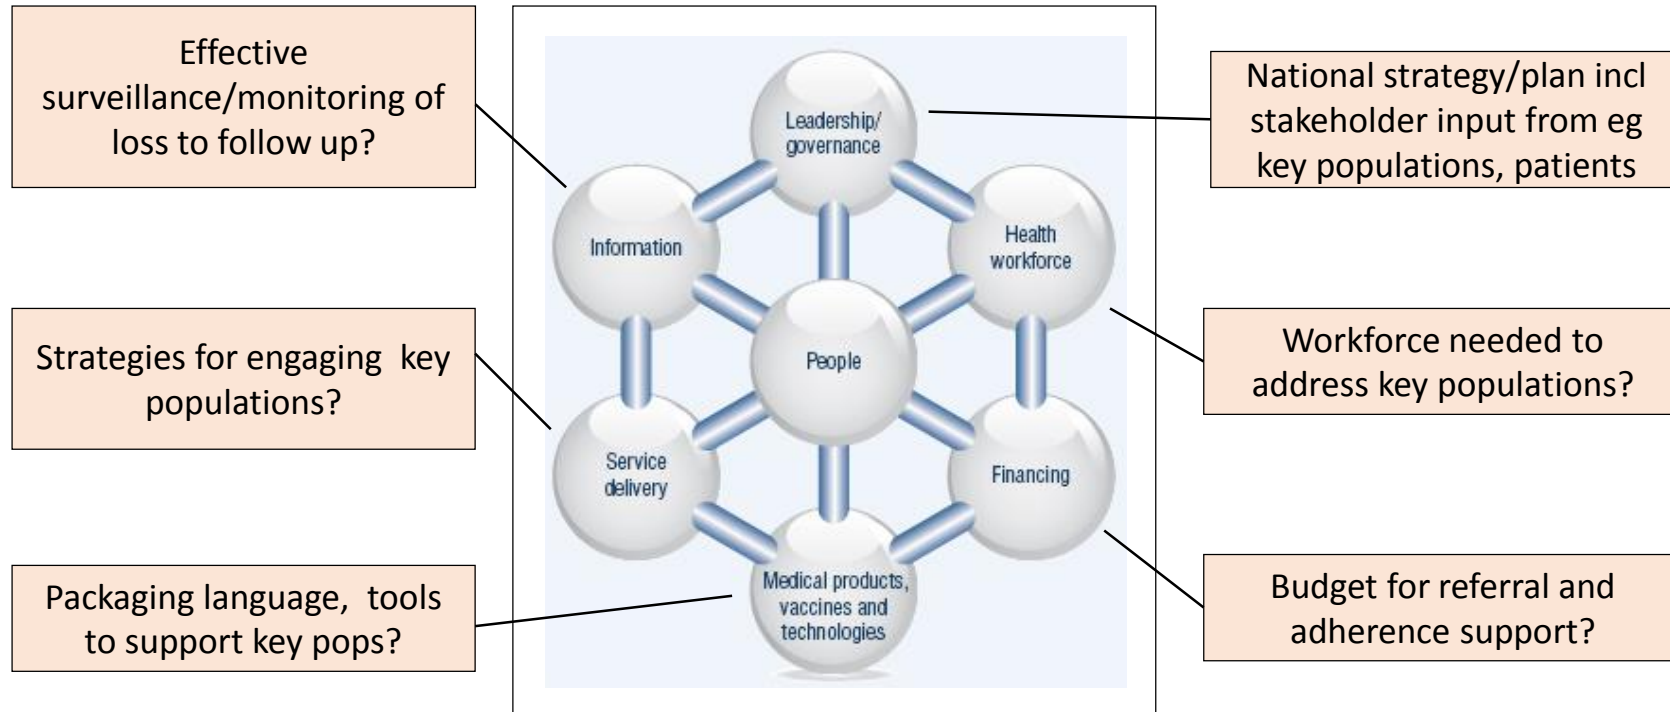 Effective
surveillance/monitoring of
loss to follow up?
Strategies for engaging key
populations?
Packaging language, tools
to support key pops?
Leadership/
governance
Information
Health
workforce
People
Service
delivery
Financing
Medical products,
vaccines and
technologies
National strategy/plan incl
stakeholder input from eg
key populations, patients
Workforce needed to
address key populations?
Budget for referral and
adherence support?